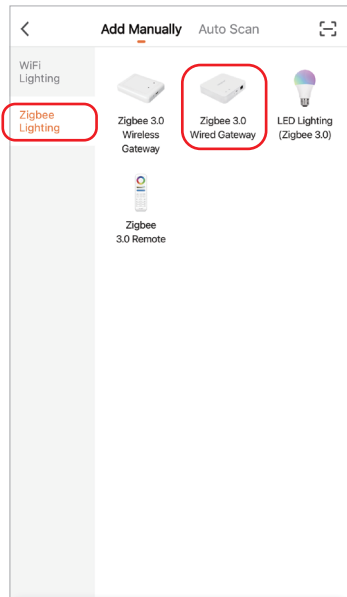 Add Manually Auto Scan
WiFi
Lighting
Zigbee
Lighting
Zigbee 3.0
Wireless
Gateway
Zigbee 3.0
Wired Gateway
LED Lighting
(Zigbee 3.0)
Zigbee
3.0 Remote